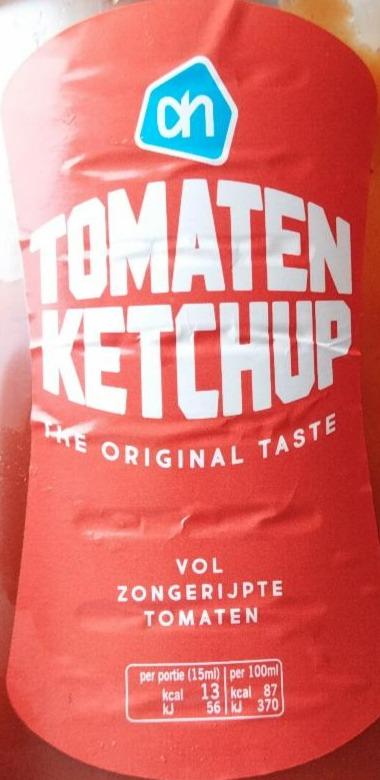 ah
TOMATEN
KETCHUP
THE ORIGINAL TASTE
VOL
ZONGERIJPTE
TOMATEN
per portie (15ml) | per 100ml
kcal 13 | kcal 87
kJ 56 | kJ 370